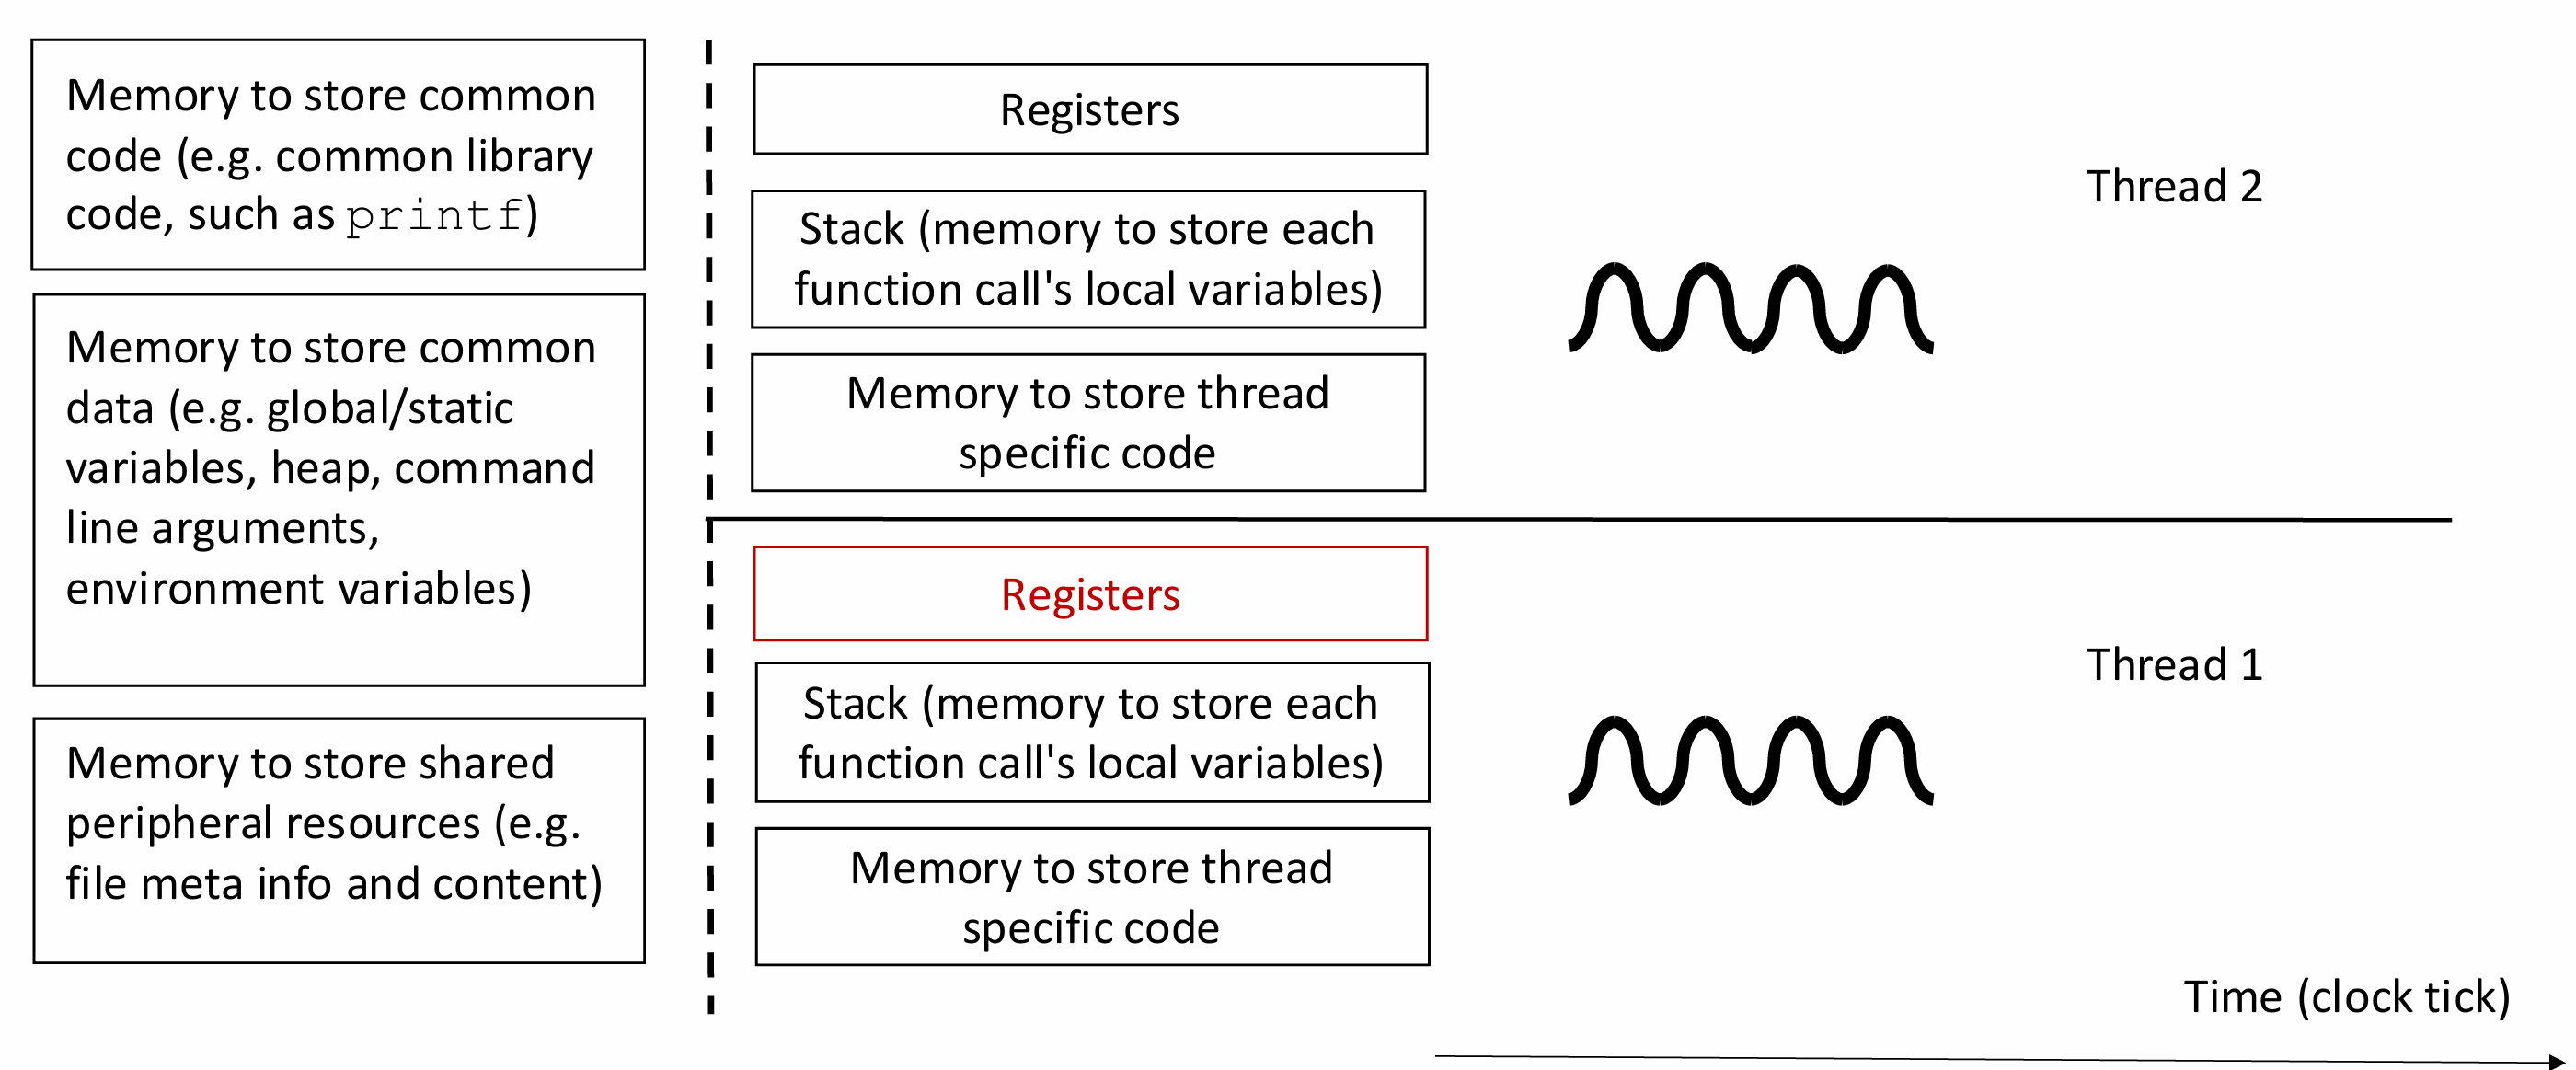 Memory to store common
code (e.g. common library
code, such as printf)
Memory to store common
data (e.g. global/static
variables, heap, command
line arguments,
environment variables)
Memory to store shared
peripheral resources (e.g.
file meta info and content)
Registers
Stack (memory to store each
function call's local variables)
Memory to store thread
specific code
Thread 2
Registers
Stack (memory to store each
function call's local variables)
Memory to store thread
specific code
Thread 1
Time (clock tick)